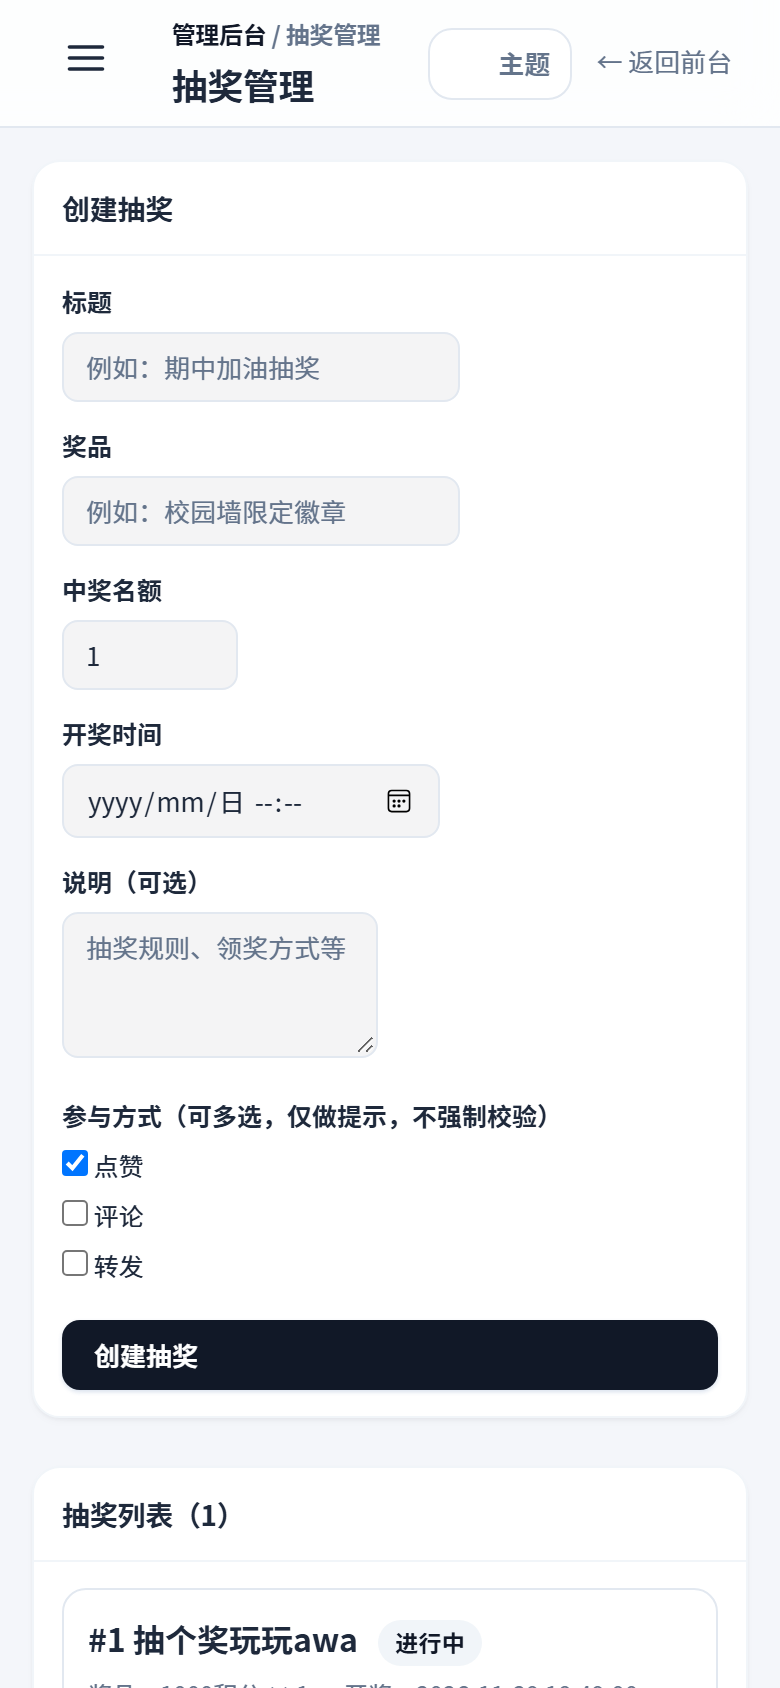 管理后台 / 抽奖管理
抽奖管理
主题
← 返回前台
创建抽奖
标题
例如：期中加油抽奖
奖品
例如：校园墙限定徽章
中奖名额
1
开奖时间
yyyy/mm/日 --:--
说明（可选）
抽奖规则、领奖方式等
参与方式（可多选，仅做提示，不强制校验）
点赞
评论
转发
创建抽奖
抽奖列表（1）
#1 抽个奖玩玩awa 进行中